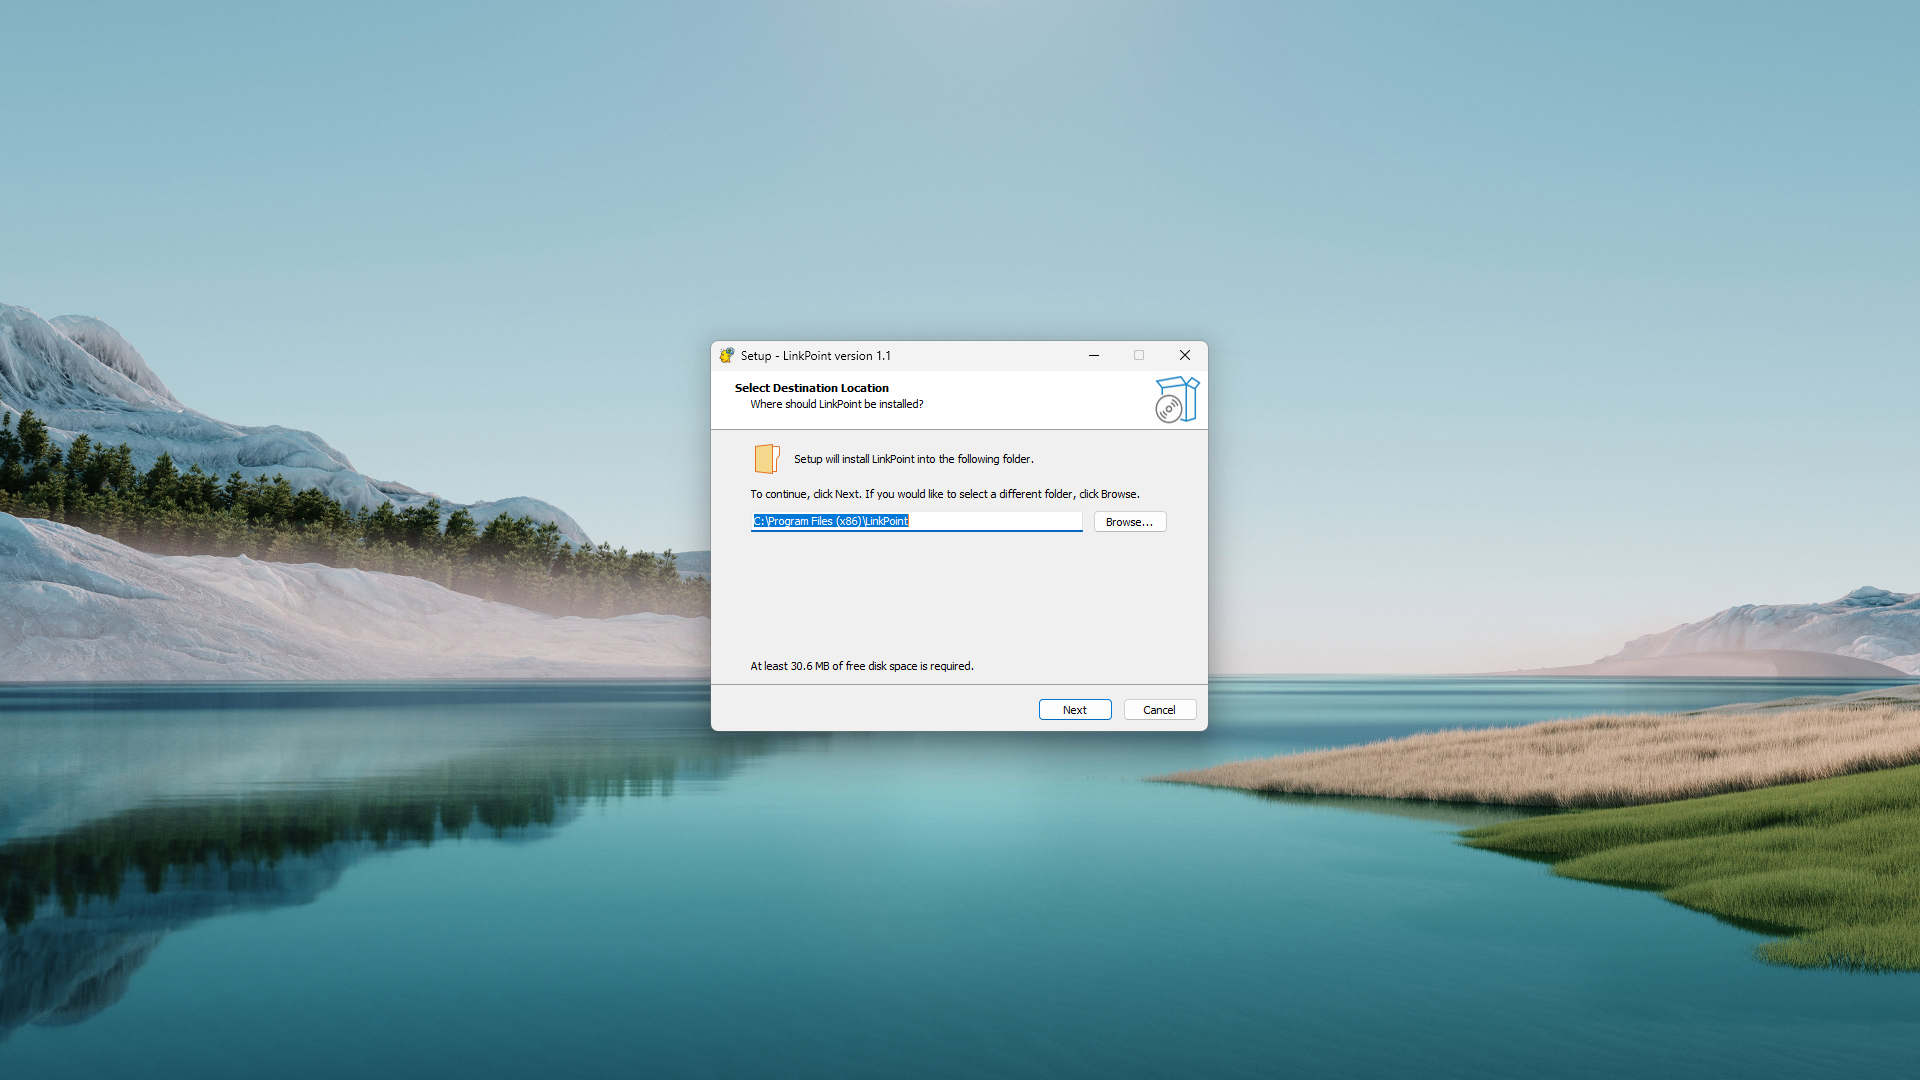 Setup - LinkPoint version 1.1
Select Destination Location
Where should LinkPoint be installed?
Setup will install LinkPoint into the following folder.
To continue, click Next. If you would like to select a different folder, click Browse.
C:\Program Files (x86)\LinkPoint
Browse...
At least 30.6 MB of free disk space is required.
Next
Cancel